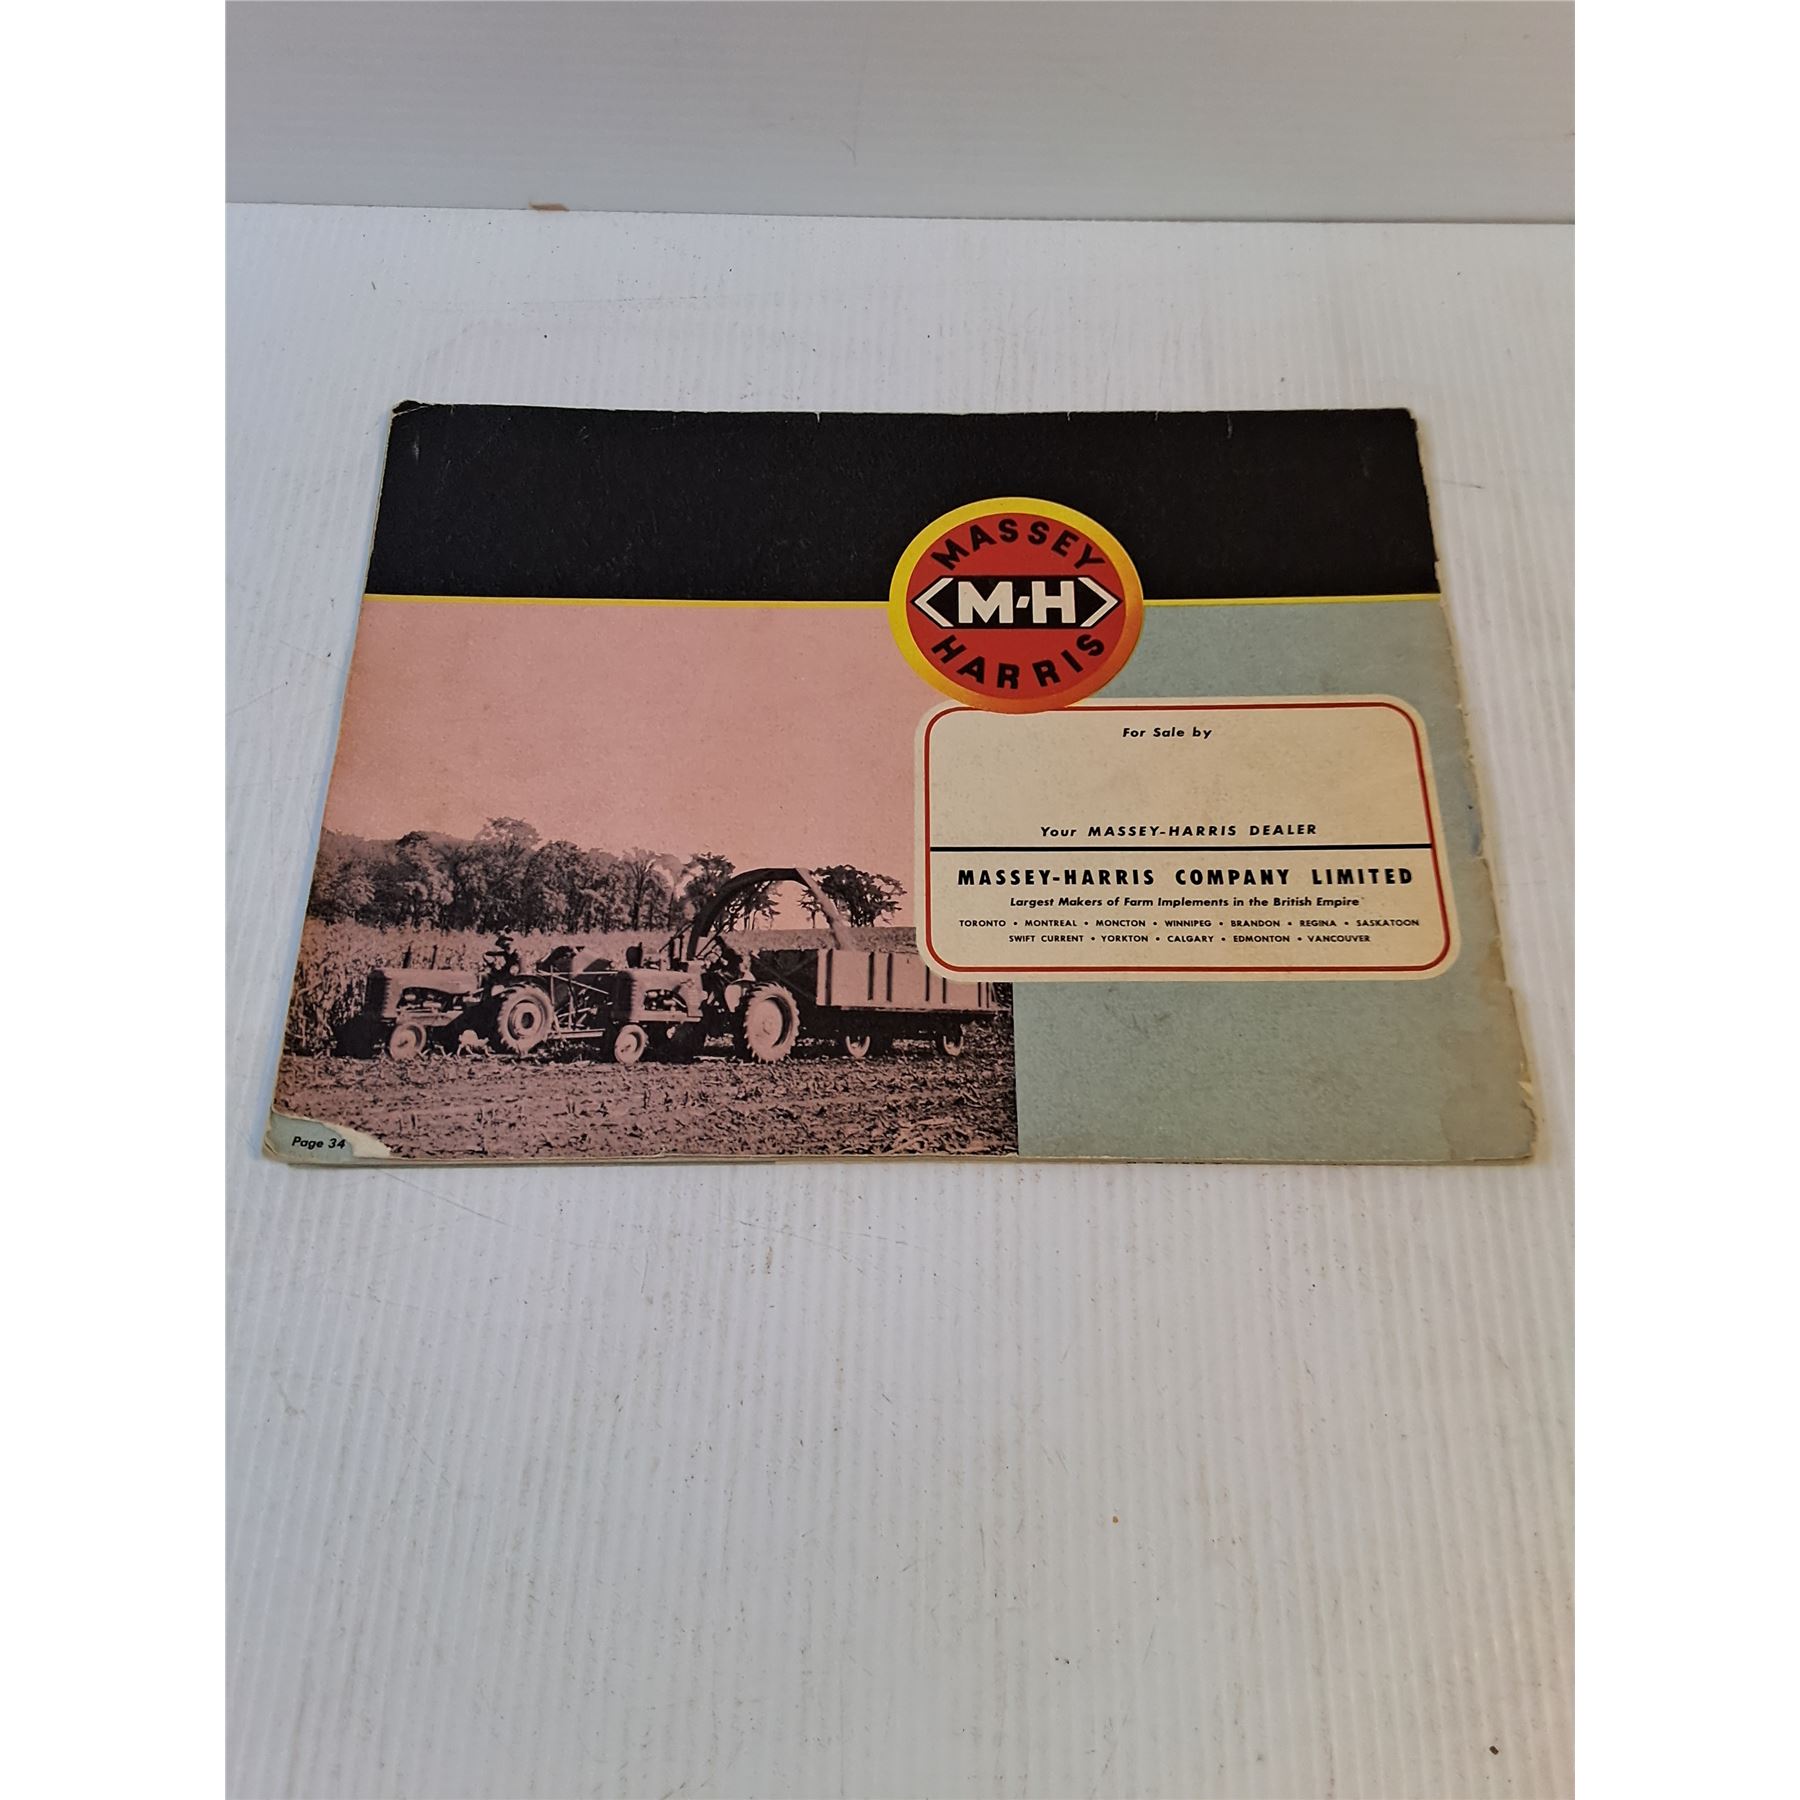 MASSEY
M-H
HARRIS
For Sale by
Your MASSEY-HARRIS DEALER
MASSEY-HARRIS COMPANY LIMITED
Largest Makers of Farm Implements in the British Empire
TORONTO • MONTREAL • MONCTON • WINNIPEG • BRANDON • REGINA • SASKATOON
SWIFT CURRENT • YORKTON • CALGARY • EDMONTON • VANCOUVER
Page 34